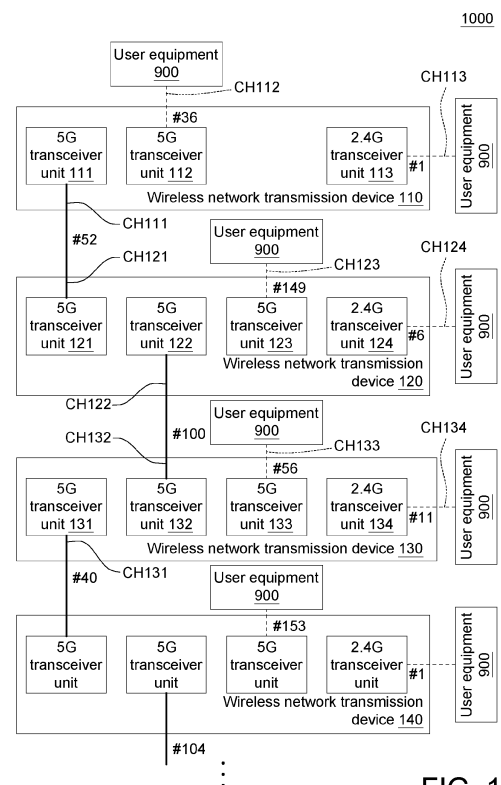 1000
User equipment
900
CH112
CH113
#36
5G
transceiver
unit 111
5G
transceiver
unit 112
2.4G
transceiver
unit 113
#1
User equipment
900
Wireless network transmission device 110
CH111
#52
CH121
User equipment
900
CH123
CH124
#149
5G
transceiver
unit 121
5G
transceiver
unit 122
5G
transceiver
unit 123
2.4G
transceiver
unit 124
#6
User equipment
900
Wireless network transmission
device 120
CH122
#100
CH132
User equipment
900
CH133
CH134
#56
5G
transceiver
unit 131
5G
transceiver
unit 132
5G
transceiver
unit 133
2.4G
transceiver
unit 134
#11
User equipment
900
Wireless network transmission device 130
CH131
#40
User equipment
900
#153
5G
transceiver
unit
5G
transceiver
unit
5G
transceiver
unit
2.4G
transceiver
unit
#1
User equipment
900
Wireless network transmission
device 140
#104
FIG. 1